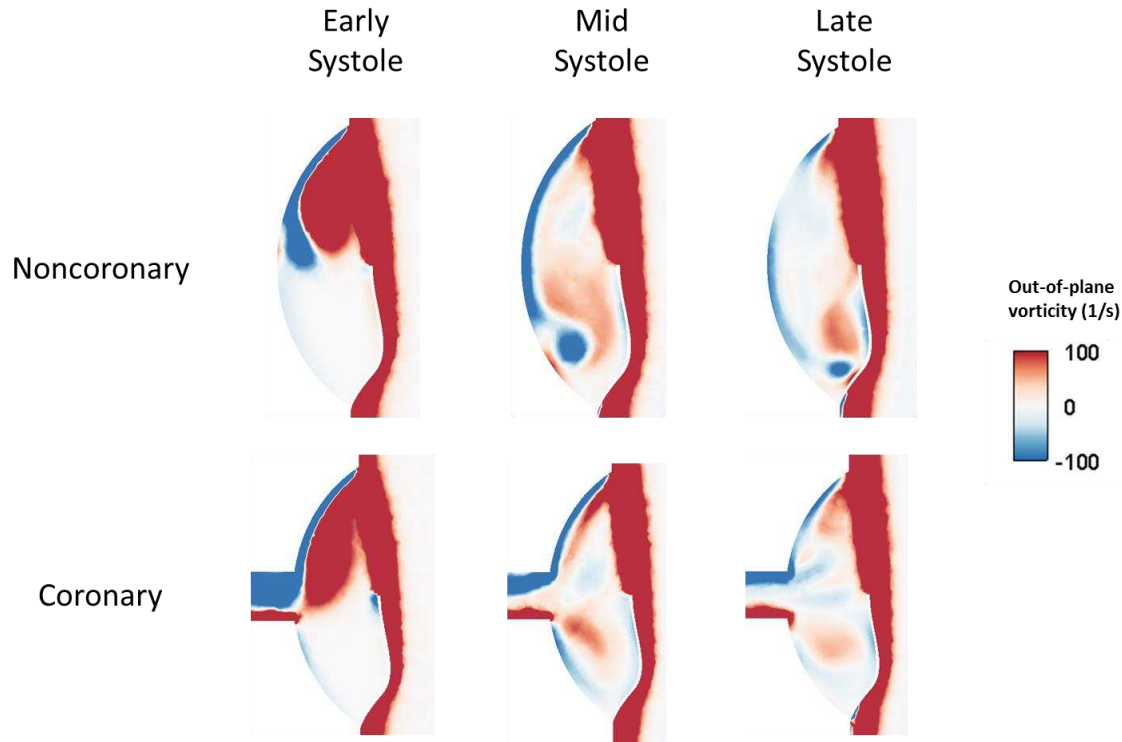 Early
Systole
Mid
Systole
Late
Systole
Noncoronary
Out-of-plane
vorticity (1/s)
100
0
-100
Coronary